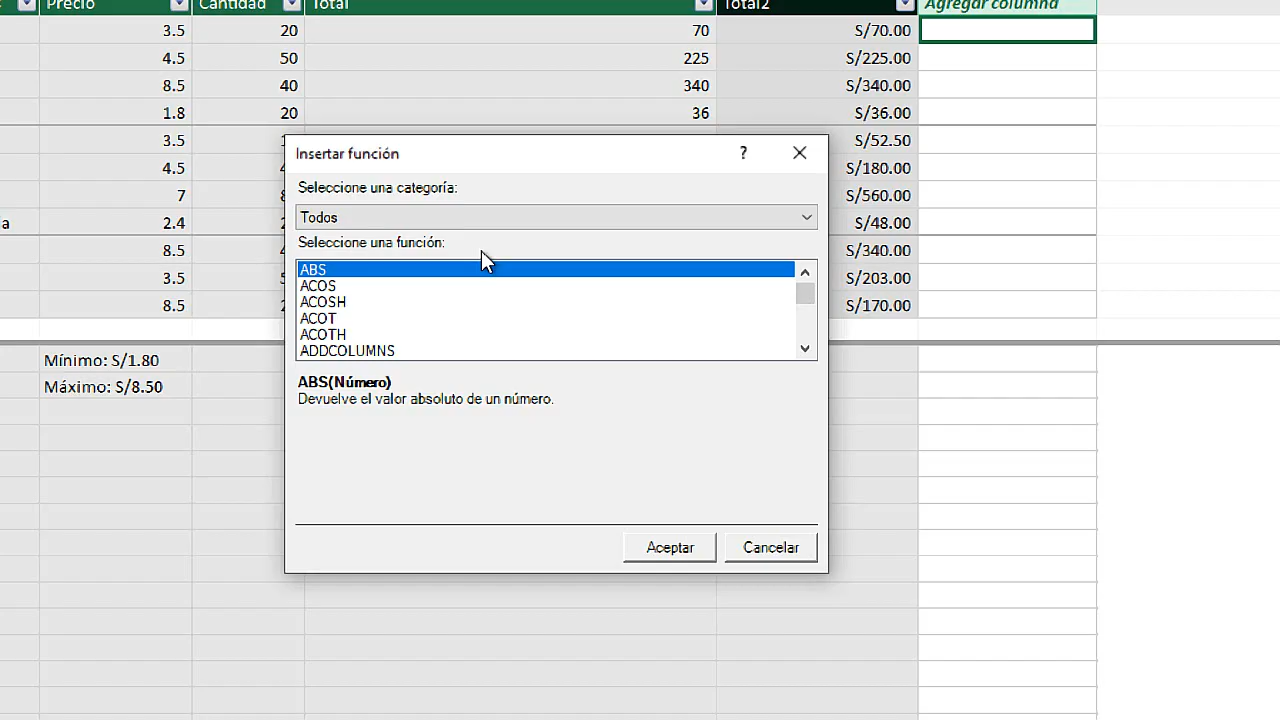 Precio Cantidad Total Total2 Agregar columna
3.5 20 70 S/70.00
4.5 50 225 S/225.00
8.5 40 340 S/340.00
1.8 20 36 S/36.00
3.5 S/52.50
4.5 S/180.00
7 S/560.00
a 2.4 S/48.00
8.5 S/340.00
3.5 S/203.00
8.5 S/170.00
Mínimo: S/1.80
Máximo: S/8.50
Insertar función ?
Seleccione una categoría:
Todos
Seleccione una función:
ABS
ACOS
ACOSH
ACOT
ACOTH
ADDCOLUMNS
ABS(Número)
Devuelve el valor absoluto de un número.
Aceptar Cancelar